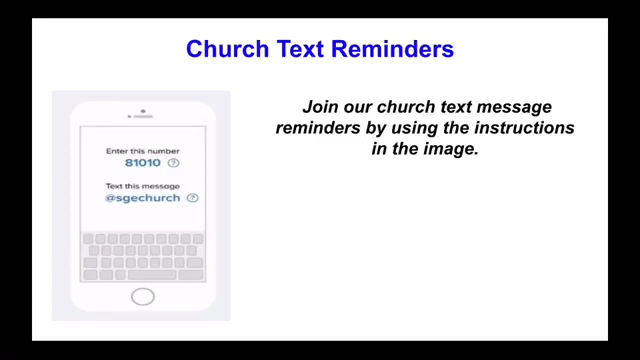 Church Text Reminders
Join our church text message
reminders by using the instructions
in the image.
Enter this number
81010 ?
Text this message
@sgechurch ?